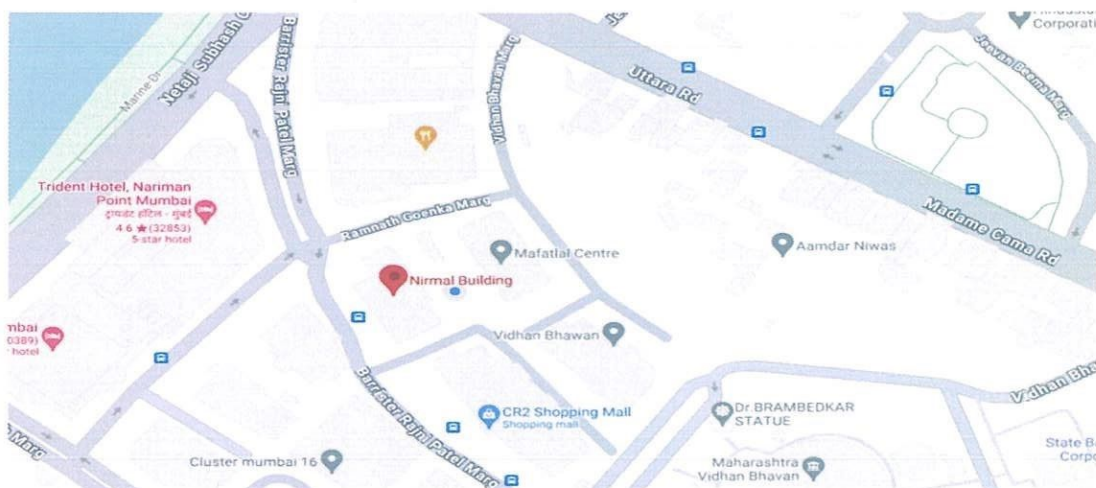 Corporati
Netaji Subhash C
Marine Dr
Barrister Rajni Patel Marg
Vidhan Bhavan Marg
Uttara Rd
Jeevan Beema Marg
Trident Hotel, Nariman
Point Mumbai
ट्रायडंट हॉटेल - मुंबई
4.6 ★ (32853)
5-star hotel
Ramnath Goenka Marg
Madame Cama Rd
Mafatlal Centre
Aamdar Niwas
Nirmal Building
mbai
0389)
hotel
Vidhan Bhawan
Barrister Rajni Patel Marg
Vidhan Bha
CR2 Shopping Mall
Shopping mall
Dr.BRAMBEDKAR
STATUE
Marg
Cluster mumbai 16
Maharashtra
Vidhan Bhavan
State Ba
Corpo